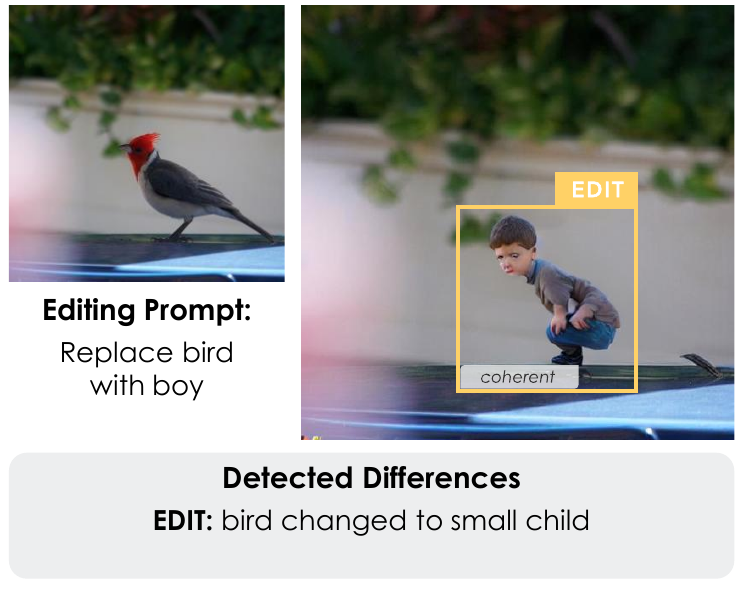 EDIT
coherent
Editing Prompt:
Replace bird
with boy
Detected Differences
EDIT: bird changed to small child